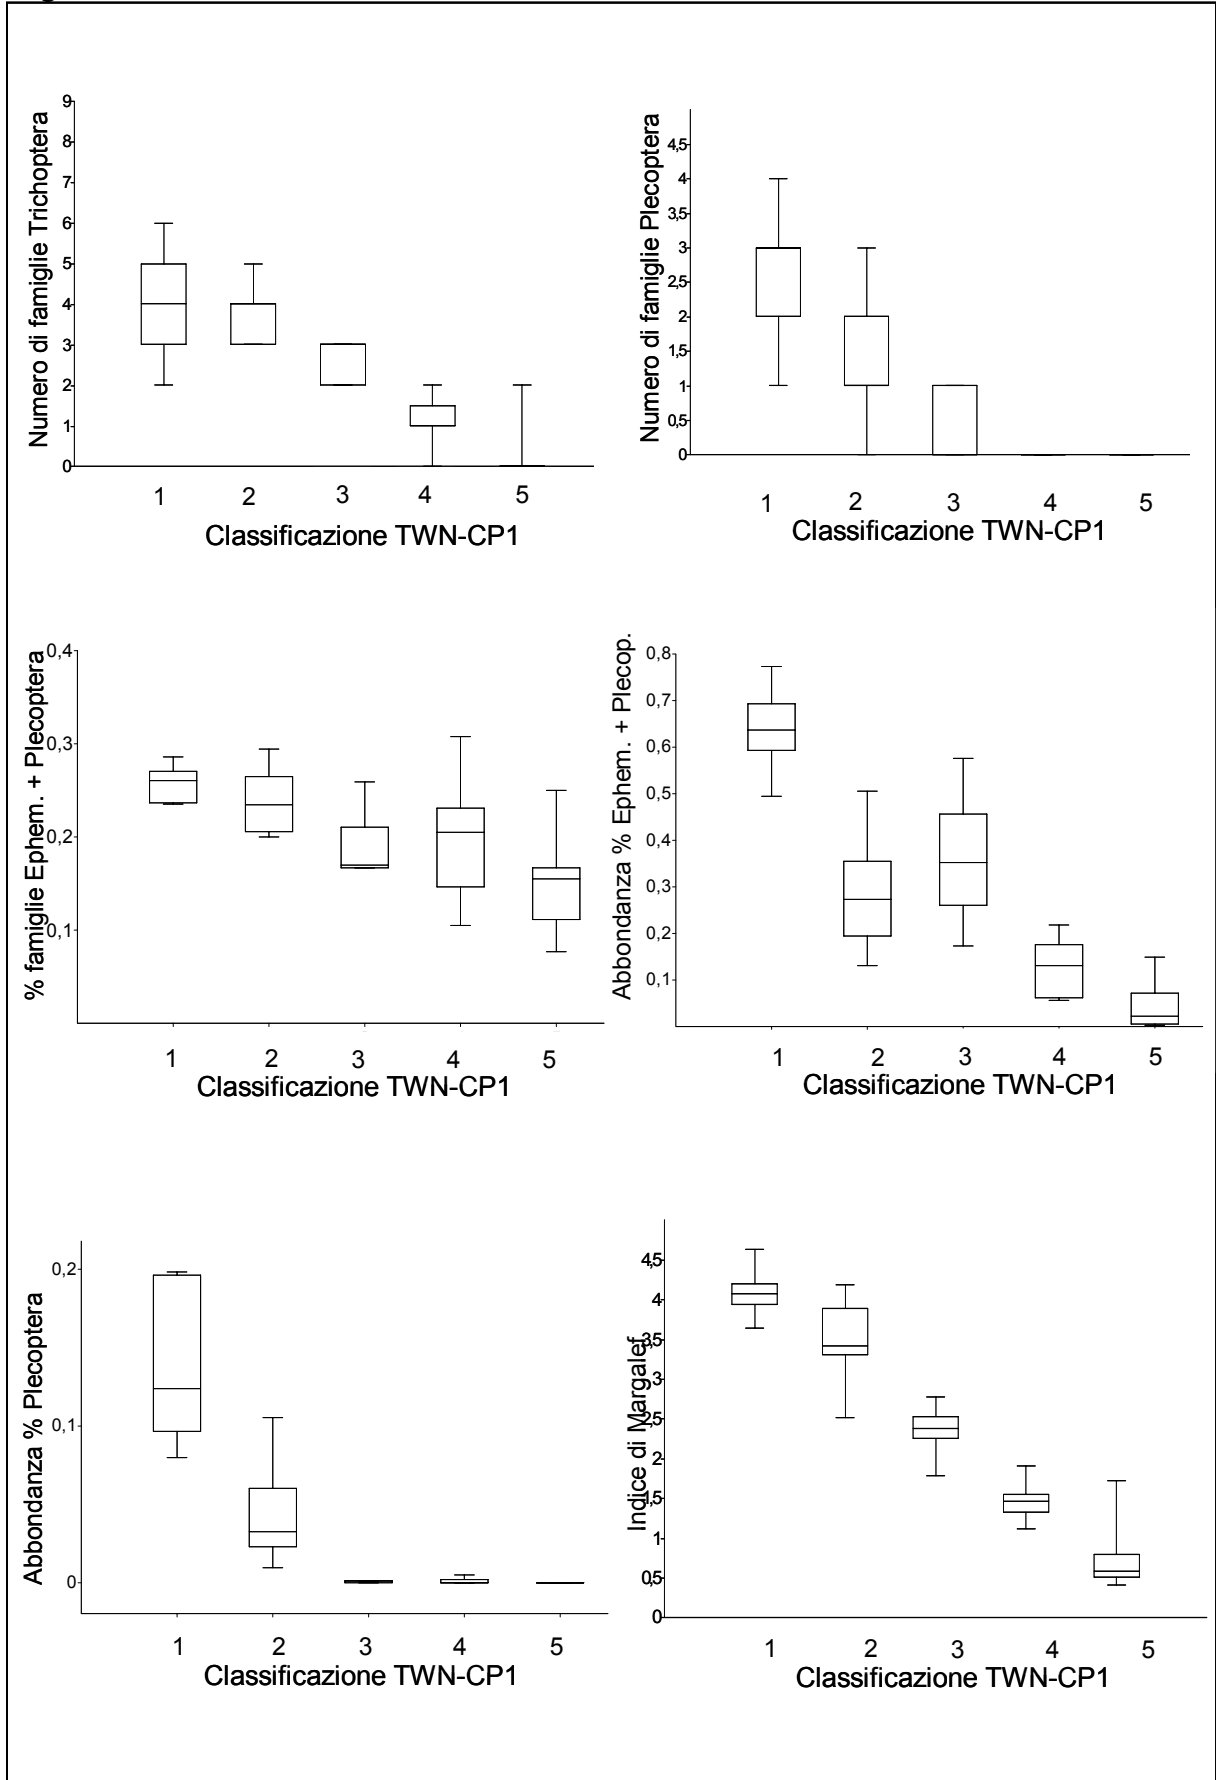 Numero di famiglie Trichoptera
9
8
7
6
5
4
3
2
1
0
1 2 3 4 5
Classificazione TWN-CP1
Numero di famiglie Plecoptera
4,5
4
3,5
3
2,5
2
1,5
1
0,5
0
1 2 3 4 5
Classificazione TWN-CP1
% famiglie Ephem. + Plecoptera
0,4
0,3
0,2
0,1
1 2 3 4 5
Classificazione TWN-CP1
Abbondanza % Ephem. + Plecop.
0,8
0,7
0,6
0,5
0,4
0,3
0,2
0,1
1 2 3 4 5
Classificazione TWN-CP1
Abbondanza % Plecoptera
0,2
0,1
0
1 2 3 4 5
Classificazione TWN-CP1
Indice di Margalef
4,5
4
3,5
3
2,5
2
1,5
1
0,5
0
1 2 3 4 5
Classificazione TWN-CP1